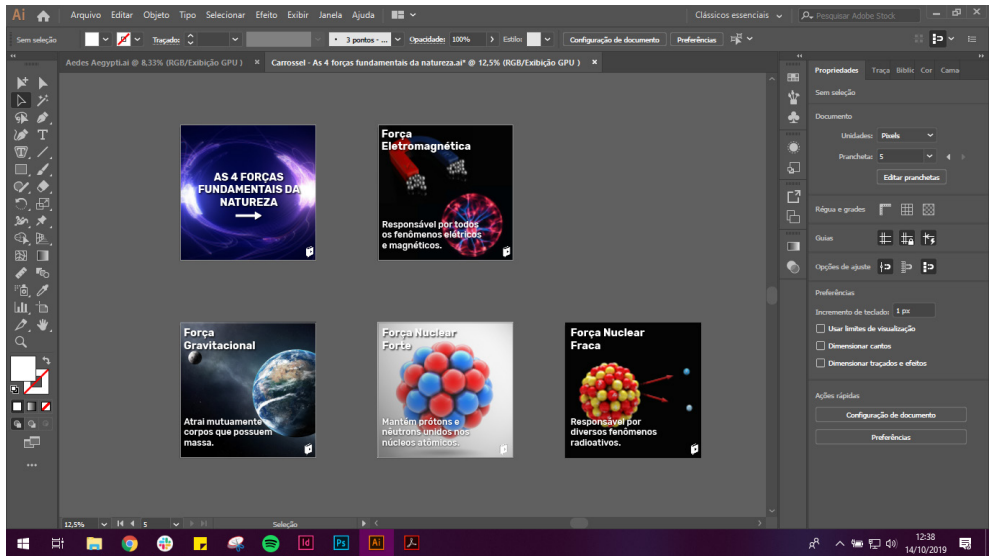 Ai Arquivo Editar Objeto Tipo Selecionar Efeito Exibir Janela Ajuda Clássicos essenciais Pesquisar Adobe Stock
Sem seleção Traçado: 3 pontos - ... Opacidade: 100% Estilo: Configuração de documento Preferências
Aedes Aegypti.ai @ 8,33% (RGB/Exibição GPU ) × Carrossel - As 4 forças fundamentais da natureza.ai* @ 12,5% (RGB/Exibição GPU ) ×
Propriedades Traça Biblic Cor Cama
Sem seleção
Documento
Unidades: Pixels
Prancheta: 5
Editar pranchetas
Régua e grades
Guias
Opções de ajuste
Preferências
Incremento de teclado: 1 px
Usar limites de visualização
Dimensionar cantos
Dimensionar traçados e efeitos
Ações rápidas
Configuração de documento
Preferências
AS 4 FORÇAS
FUNDAMENTAIS DA
NATUREZA
Força
Eletromagnética
Responsável por todos
os fenômenos elétricos
e magnéticos.
Força
Gravitacional
Atrai mutuamente
corpos que possuem
massa.
Força Nuclear
Forte
Mantém prótons e
nêutrons unidos nos
núcleos atômicos.
Força Nuclear
Fraca
Responsável por
diversos fenômenos
radioativos.
12,5% 5 Seleção
Id Ps Ai
12:38
14/10/2019